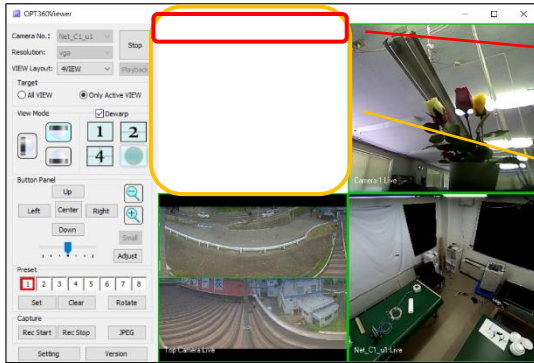 OPT360Viewer
Camera No.1: Net_C1_u1
Resolution: vga
Stop
VIEW Layout: 4VIEW
Playback
Target
All VIEW Only Active VIEW
View Mode Dewarp
1 2
4
Button Panel
Up
Left Center Right
Down
Small
Adjust
Preset
1 2 3 4 5 6 7 8
Set Clear Rotate
Capture
Rec Start Rec Stop JPEG
Setting Version
Camera 1 Live
Top Camera Live
Net_C1_u1 Live